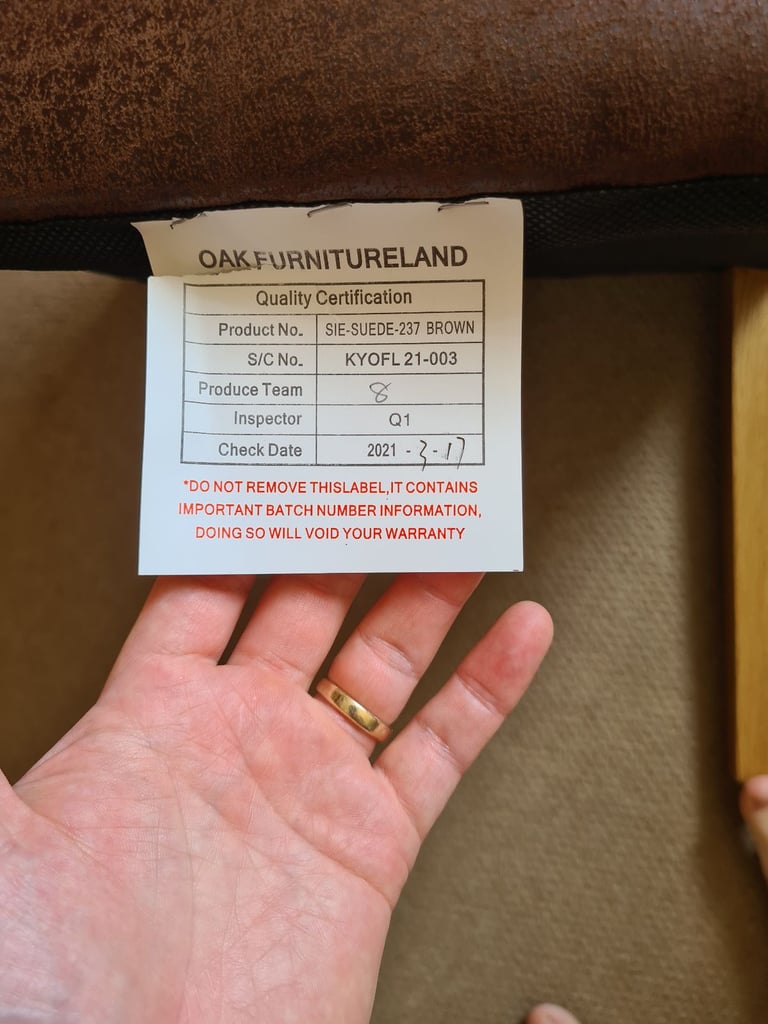 OAK FURNITURELAND
Quality Certification
Product No. SIE-SUEDE-237 BROWN
S/C No. KYOFL 21-003
Produce Team 8
Inspector Q1
Check Date 2021 - 3-17
*DO NOT REMOVE THISLABEL,IT CONTAINS
IMPORTANT BATCH NUMBER INFORMATION,
DOING SO WILL VOID YOUR WARRANTY